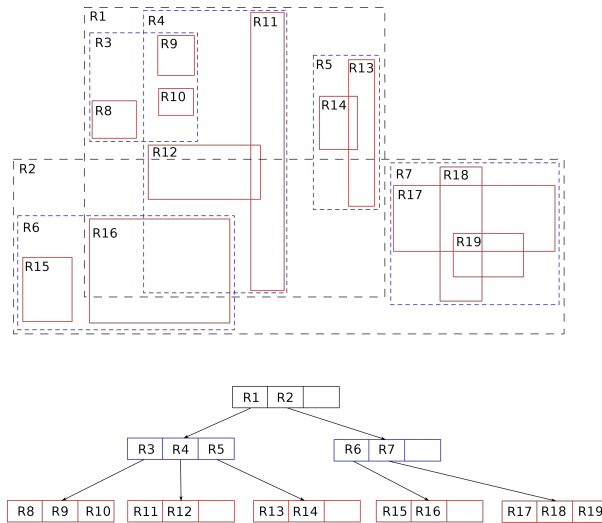 R1
R4
R11
R3
R9
R5
R13
R10
R14
R8
R12
R2
R7
R18
R17
R6
R16
R19
R15
R1 R2
R3 R4 R5
R6 R7
R8 R9 R10
R11 R12
R13 R14
R15 R16
R17 R18 R19